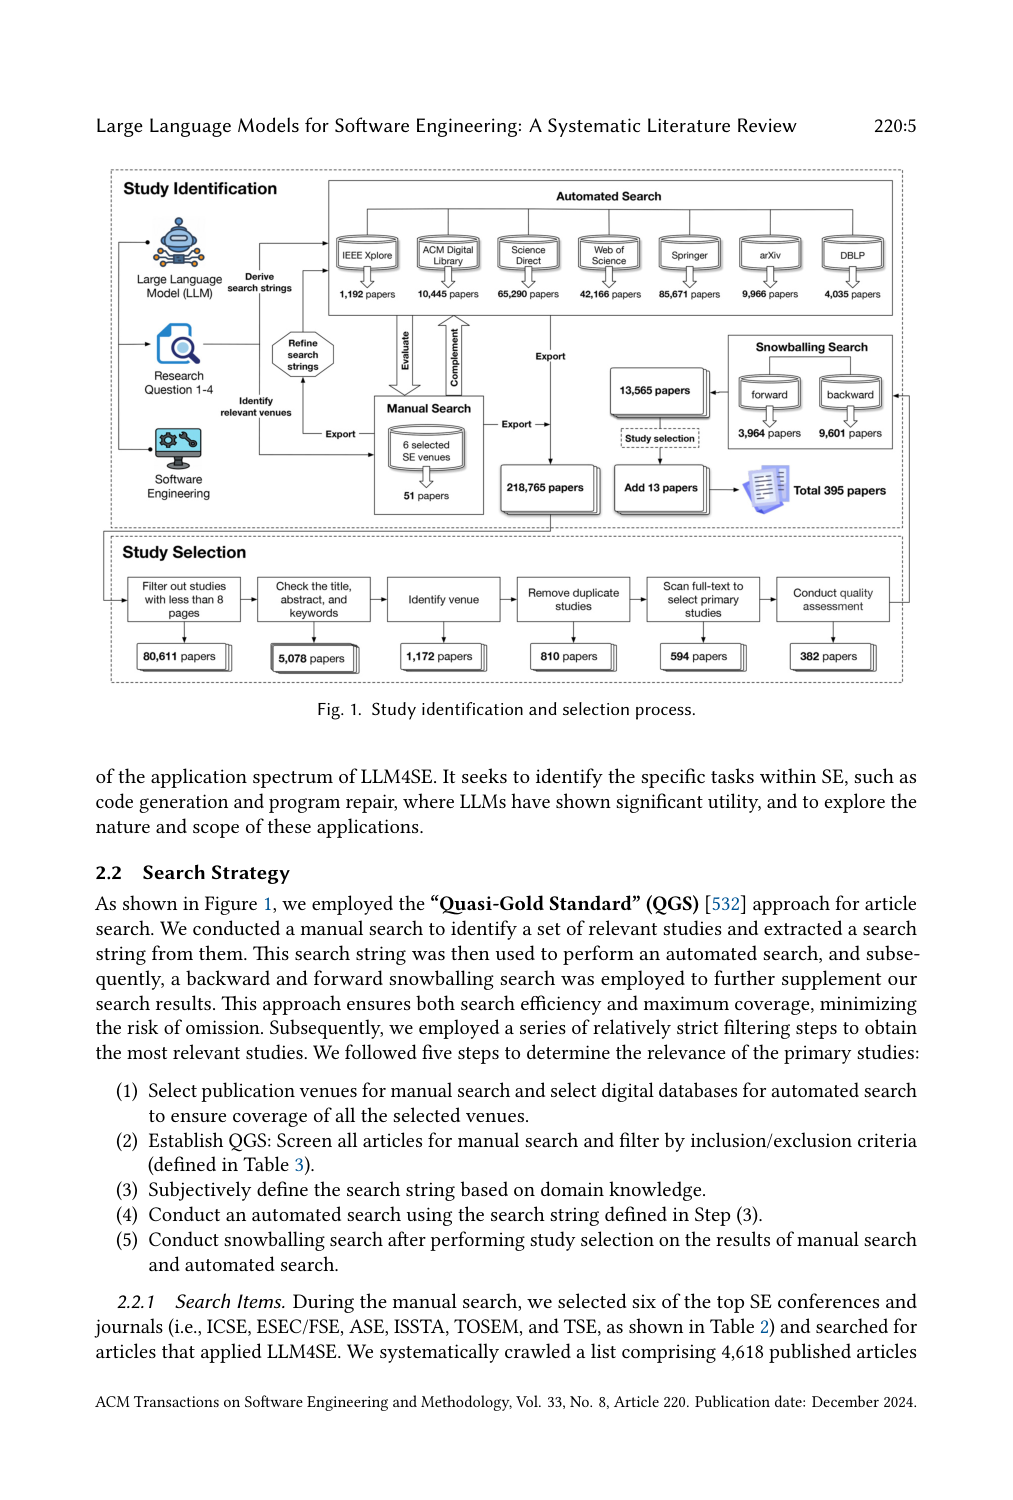 Large Language Models for Software Engineering: A Systematic Literature Review 220:5
Study Identification
Automated Search
IEEE Xplore
ACM Digital
Library
Science
Direct
Web of
Science
Springer
arXiv
DBLP
1,192 papers
10,445 papers
65,290 papers
42,166 papers
85,671 papers
9,966 papers
4,035 papers
Large Language
Model (LLM)
Derive
search strings
Research
Question 1-4
Refine
search
strings
Identify
relevant venues
Software
Engineering
Evaluate
Complement
Export
Export
Export
Manual Search
6 selected
SE venues
51 papers
218,765 papers
Snowballing Search
forward
backward
3,964 papers
9,601 papers
13,565 papers
Study selection
Add 13 papers
Total 395 papers
Study Selection
Filter out studies
with less than 8
pages
Check the title,
abstract, and
keywords
Identify venue
Remove duplicate
studies
Scan full-text to
select primary
studies
Conduct quality
assessment
80,611 papers
5,078 papers
1,172 papers
810 papers
594 papers
382 papers
Fig. 1. Study identification and selection process.
of the application spectrum of LLM4SE. It seeks to identify the specific tasks within SE, such as
code generation and program repair, where LLMs have shown significant utility, and to explore the
nature and scope of these applications.
2.2 Search Strategy
As shown in Figure 1, we employed the “Quasi-Gold Standard” (QGS) [532] approach for article
search. We conducted a manual search to identify a set of relevant studies and extracted a search
string from them. This search string was then used to perform an automated search, and subse-
quently, a backward and forward snowballing search was employed to further supplement our
search results. This approach ensures both search efficiency and maximum coverage, minimizing
the risk of omission. Subsequently, we employed a series of relatively strict filtering steps to obtain
the most relevant studies. We followed five steps to determine the relevance of the primary studies:
(1) Select publication venues for manual search and select digital databases for automated search
to ensure coverage of all the selected venues.
(2) Establish QGS: Screen all articles for manual search and filter by inclusion/exclusion criteria
(defined in Table 3).
(3) Subjectively define the search string based on domain knowledge.
(4) Conduct an automated search using the search string defined in Step (3).
(5) Conduct snowballing search after performing study selection on the results of manual search
and automated search.
2.2.1 Search Items. During the manual search, we selected six of the top SE conferences and
journals (i.e., ICSE, ESEC/FSE, ASE, ISSTA, TOSEM, and TSE, as shown in Table 2) and searched for
articles that applied LLM4SE. We systematically crawled a list comprising 4,618 published articles
ACM Transactions on Software Engineering and Methodology, Vol. 33, No. 8, Article 220. Publication date: December 2024.